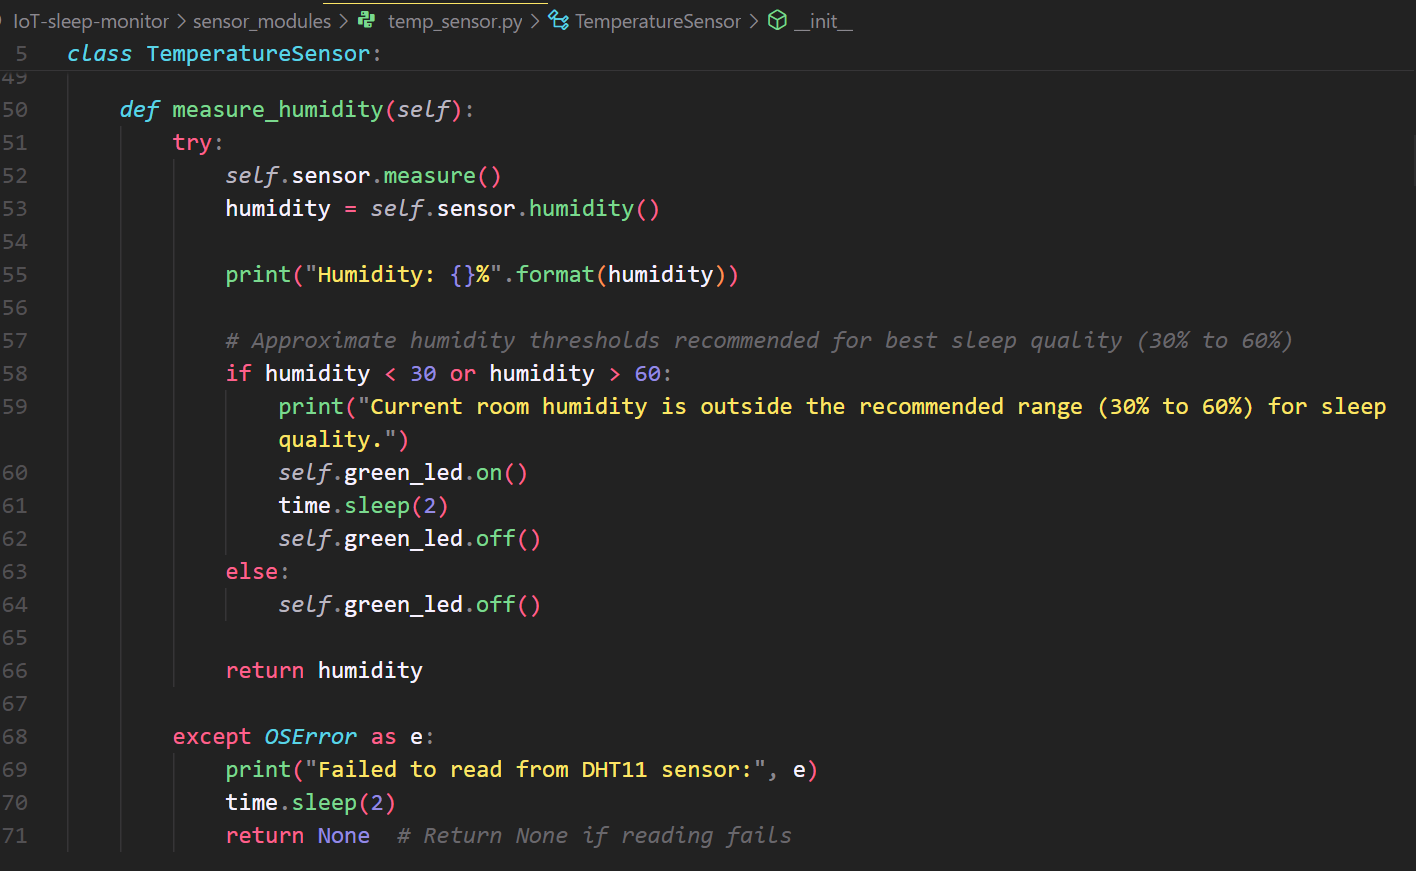 IoT-sleep-monitor > sensor_modules > temp_sensor.py > TemperatureSensor > __init__
5 class TemperatureSensor:
49
50 def measure_humidity(self):
51 try:
52 self.sensor.measure()
53 humidity = self.sensor.humidity()
54
55 print("Humidity: {}%".format(humidity))
56
57 # Approximate humidity thresholds recommended for best sleep quality (30% to 60%)
58 if humidity < 30 or humidity > 60:
59 print("Current room humidity is outside the recommended range (30% to 60%) for sleep
quality.")
60 self.green_led.on()
61 time.sleep(2)
62 self.green_led.off()
63 else:
64 self.green_led.off()
65
66 return humidity
67
68 except OSError as e:
69 print("Failed to read from DHT11 sensor:", e)
70 time.sleep(2)
71 return None # Return None if reading fails